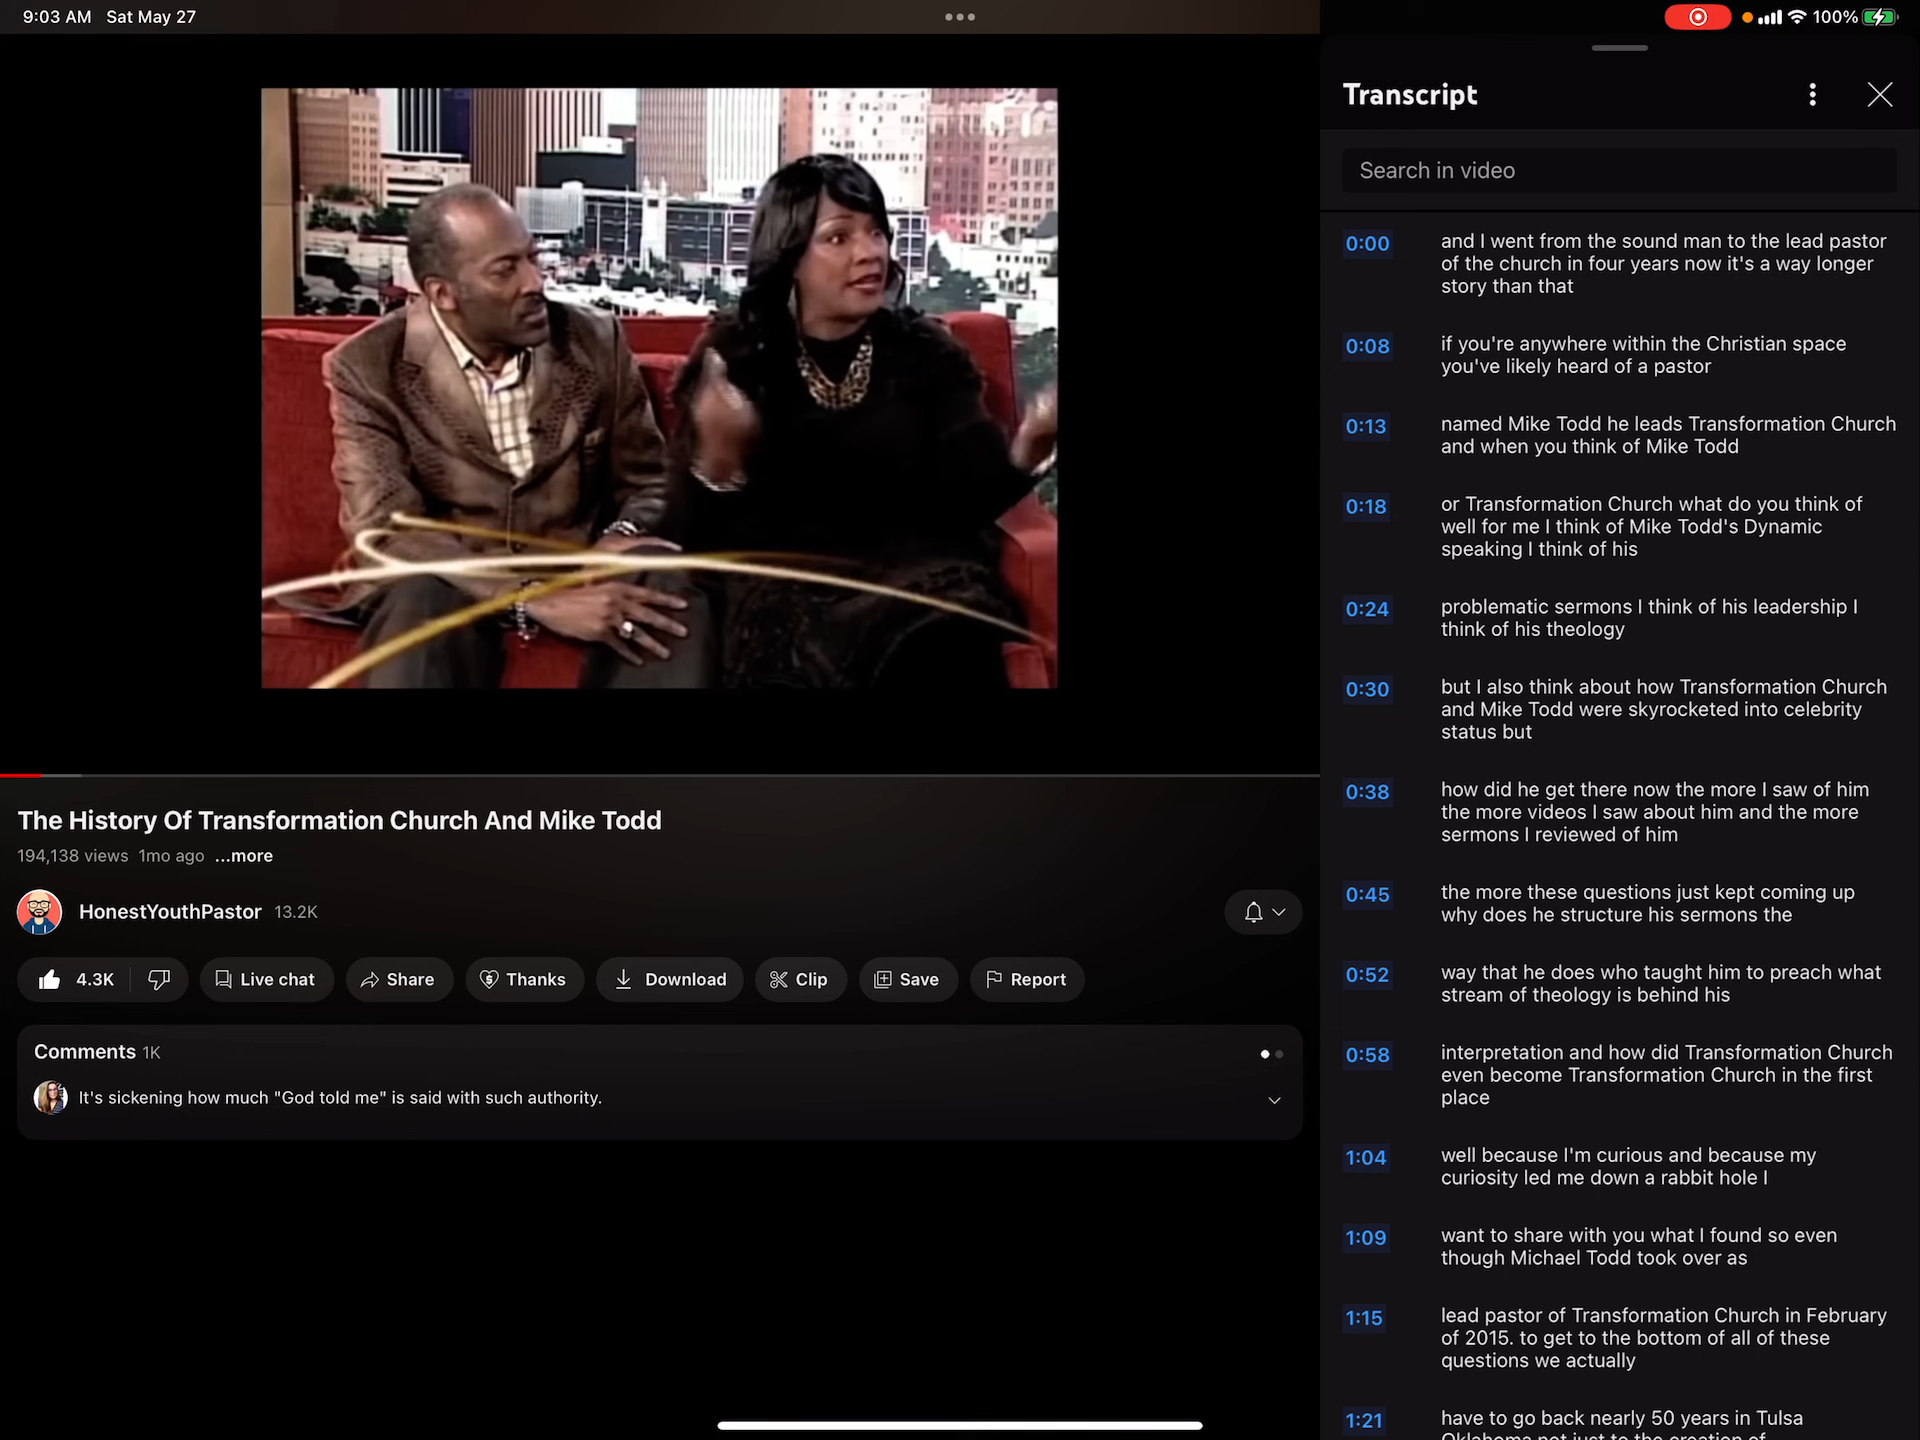 9:03 AM Sat May 27
100%
The History Of Transformation Church And Mike Todd
194,138 views 1mo ago ...more
HonestYouthPastor 13.2K
4.3K
Live chat
Share
Thanks
Download
Clip
Save
Report
Comments 1K
It's sickening how much "God told me" is said with such authority.
Transcript
Search in video
0:00
and I went from the sound man to the lead pastor
of the church in four years now it's a way longer
story than that
0:08
if you're anywhere within the Christian space
you've likely heard of a pastor
0:13
named Mike Todd he leads Transformation Church
and when you think of Mike Todd
0:18
or Transformation Church what do you think of
well for me I think of Mike Todd's Dynamic
speaking I think of his
0:24
problematic sermons I think of his leadership I
think of his theology
0:30
but I also think about how Transformation Church
and Mike Todd were skyrocketed into celebrity
status but
0:38
how did he get there now the more I saw of him
the more videos I saw about him and the more
sermons I reviewed of him
0:45
the more these questions just kept coming up
why does he structure his sermons the
0:52
way that he does who taught him to preach what
stream of theology is behind his
0:58
interpretation and how did Transformation Church
even become Transformation Church in the first
place
1:04
well because I'm curious and because my
curiosity led me down a rabbit hole I
1:09
want to share with you what I found so even
though Michael Todd took over as
1:15
lead pastor of Transformation Church in February
of 2015. to get to the bottom of all of these
questions we actually
1:21
have to go back nearly 50 years in Tulsa
Oklahoma not just to the creation of